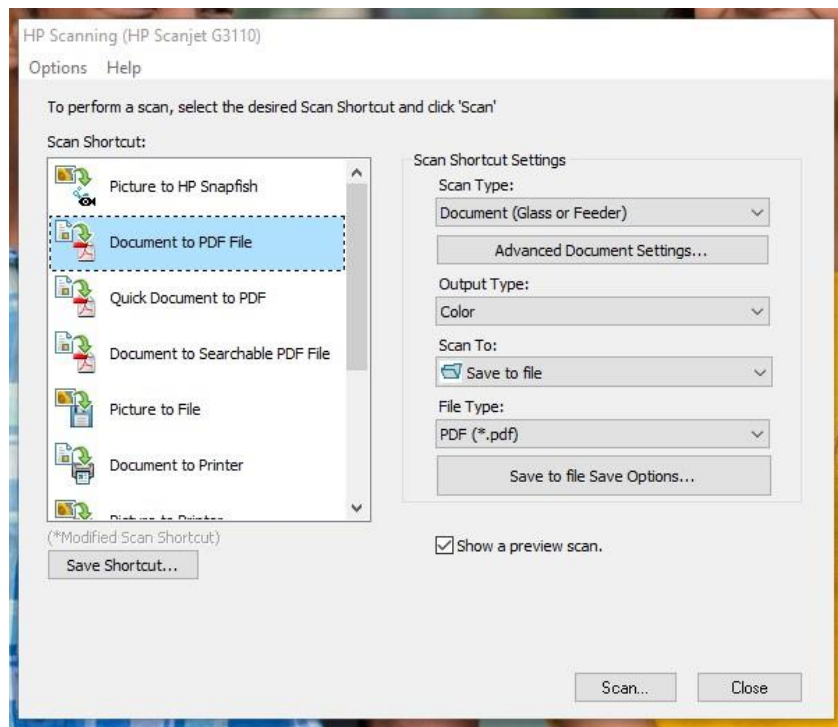 HP Scanning (HP Scanjet G3110)
Options Help
To perform a scan, select the desired Scan Shortcut and click 'Scan'
Scan Shortcut:
Picture to HP Snapfish
Document to PDF File
Quick Document to PDF
Document to Searchable PDF File
Picture to File
Document to Printer
Picture to Printer
(*Modified Scan Shortcut)
Save Shortcut...
Scan Shortcut Settings
Scan Type:
Document (Glass or Feeder)
Advanced Document Settings...
Output Type:
Color
Scan To:
Save to file
File Type:
PDF (*.pdf)
Save to file Save Options...
Show a preview scan.
Scan...
Close